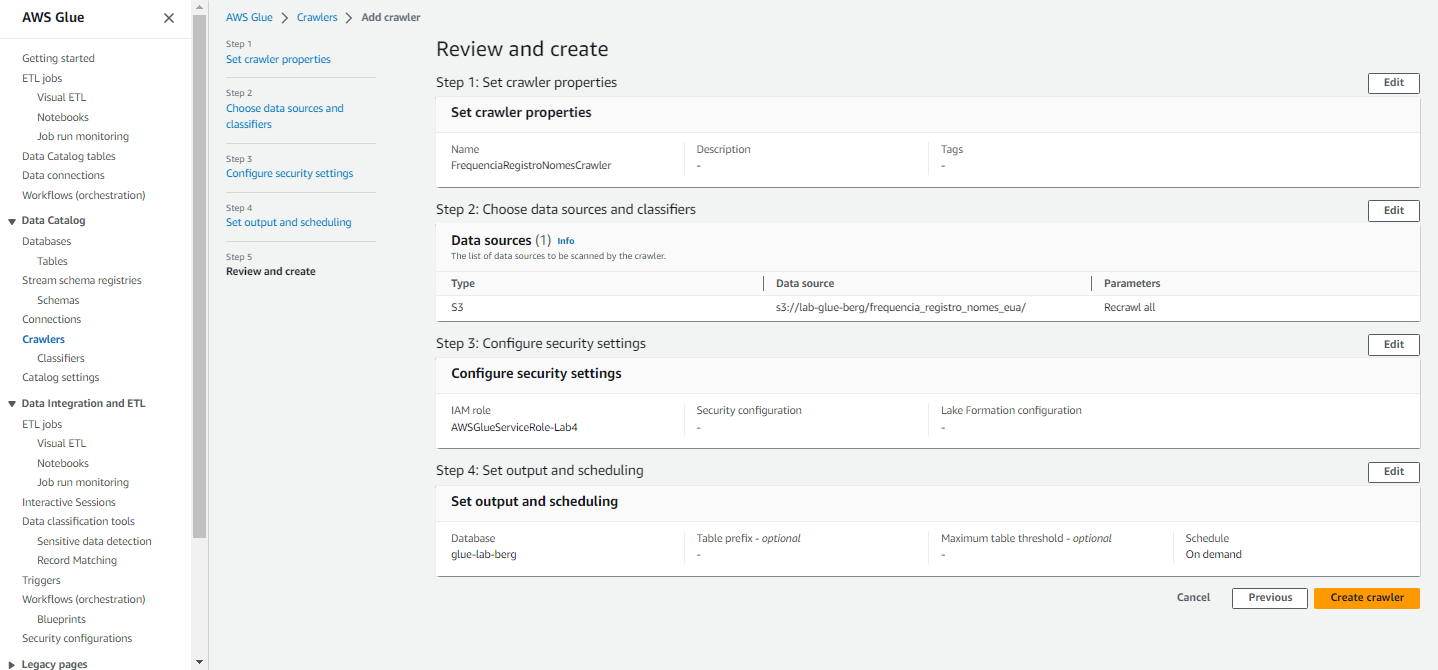 AWS Glue
Getting started
ETL jobs
Visual ETL
Notebooks
Job run monitoring
Data Catalog tables
Data connections
Workflows (orchestration)
Data Catalog
Databases
Tables
Stream schema registries
Schemas
Connections
Crawlers
Classifiers
Catalog settings
Data Integration and ETL
ETL jobs
Visual ETL
Notebooks
Job run monitoring
Interactive Sessions
Data classification tools
Sensitive data detection
Record Matching
Triggers
Workflows (orchestration)
Blueprints
Security configurations
Legacy pages
AWS Glue > Crawlers > Add crawler
Step 1
Set crawler properties
Step 2
Choose data sources and
classifiers
Step 3
Configure security settings
Step 4
Set output and scheduling
Step 5
Review and create
Review and create
Step 1: Set crawler properties
Edit
Set crawler properties
Name
FrequenciaRegistroNomesCrawler
Description
-
Tags
-
Step 2: Choose data sources and classifiers
Edit
Data sources (1) Info
The list of data sources to be scanned by the crawler.
Type Data source Parameters
S3 s3://lab-glue-berg/frequencia_registro_nomes_eua/ Recrawl all
Step 3: Configure security settings
Edit
Configure security settings
IAM role
AWSGlueServiceRole-Lab4
Security configuration
-
Lake Formation configuration
-
Step 4: Set output and scheduling
Edit
Set output and scheduling
Database
glue-lab-berg
Table prefix - optional
-
Maximum table threshold - optional
-
Schedule
On demand
Cancel Previous Create crawler